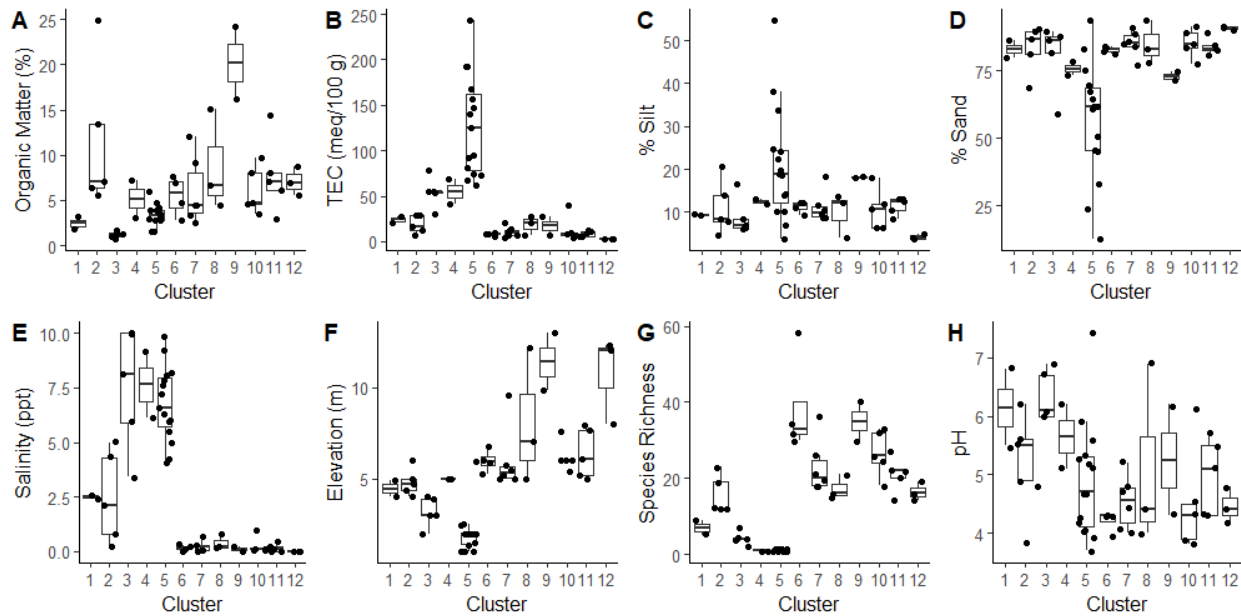 A
Organic Matter (%)
25
20
15
10
5
0
1 2 3 4 5 6 7 8 9 10 11 12
Cluster
B
TEC (meq/100 g)
250
200
150
100
50
0
1 2 3 4 5 6 7 8 9 10 11 12
Cluster
C
% Silt
50
40
30
20
10
1 2 3 4 5 6 7 8 9 10 11 12
Cluster
D
% Sand
75
50
25
1 2 3 4 5 6 7 8 9 10 11 12
Cluster
E
Salinity (ppt)
10.0
7.5
5.0
2.5
0.0
1 2 3 4 5 6 7 8 9 10 11 12
Cluster
F
Elevation (m)
10
5
1 2 3 4 5 6 7 8 9 10 11 12
Cluster
G
Species Richness
60
40
20
0
1 2 3 4 5 6 7 8 9 10 11 12
Cluster
H
pH
7
6
5
4
1 2 3 4 5 6 7 8 9 10 11 12
Cluster